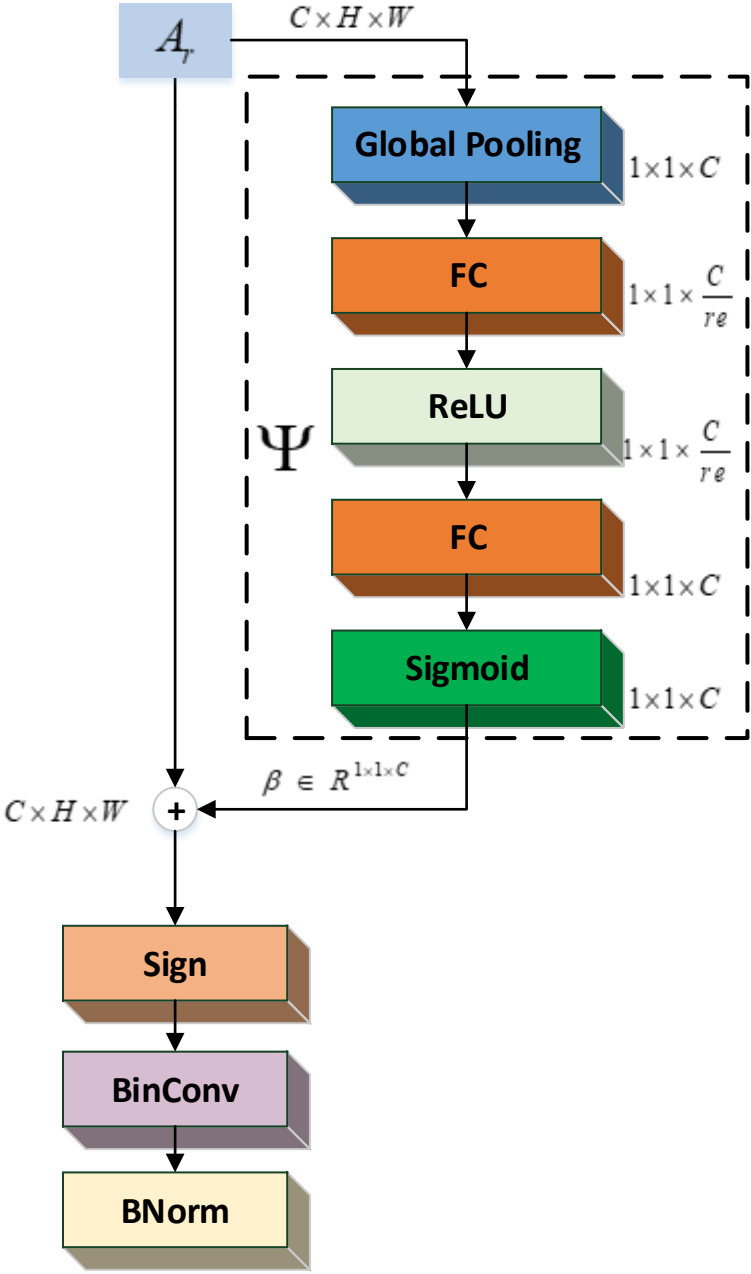 A_r
C×H×W
Global Pooling
1×1×C
FC
1×1×C/re
ReLU
1×1×C/re
Ψ
FC
1×1×C
Sigmoid
1×1×C
β ∈ R^{1×1×C}
C×H×W
+
Sign
BinConv
BNorm